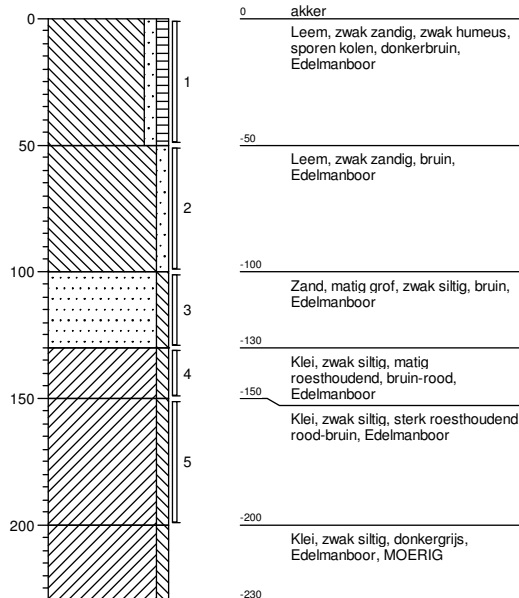 0
50
100
150
200
1
2
3
4
5
0
akker
Leem, zwak zandig, zwak humeus,
sporen kolen, donkerbruin,
Edelmanboor
-50
Leem, zwak zandig, bruin,
Edelmanboor
-100
Zand, matig grof, zwak siltig, bruin,
Edelmanboor
-130
Klei, zwak siltig, matig
roesthoudend, bruin-rood,
Edelmanboor
-150
Klei, zwak siltig, sterk roesthoudend
rood-bruin, Edelmanboor
-200
Klei, zwak siltig, donkergrijs,
Edelmanboor, MOERIG
-230